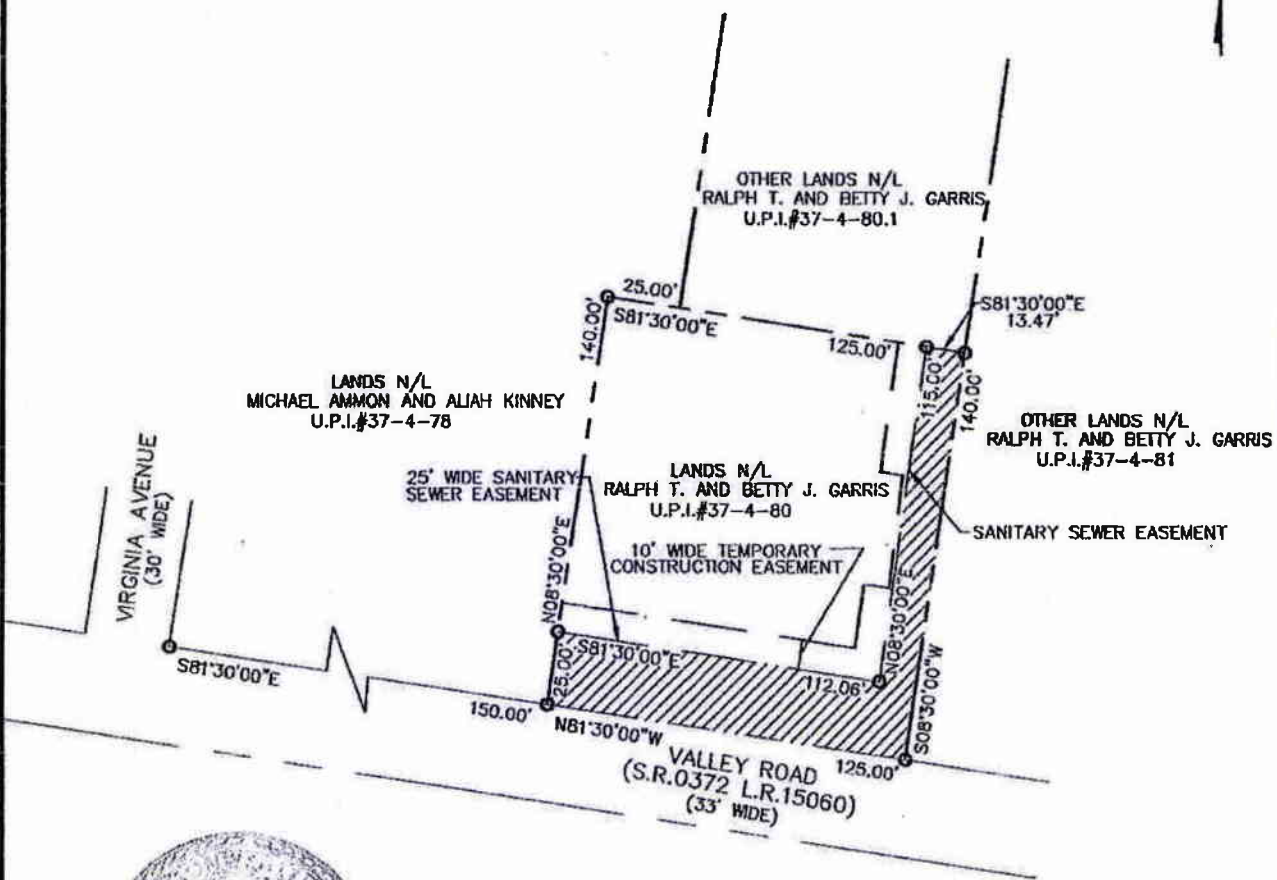 OTHER LANDS N/L
RALPH T. AND BETTY J. GARRIS
U.P.I.#37-4-80.1
25.00'
S81°30'00"E
140.00'
125.00'
S81°30'00"E
13.47'
115.00'
140.00'
LANDS N/L
MICHAEL AMMON AND ALIAH KINNEY
U.P.I.#37-4-78
OTHER LANDS N/L
RALPH T. AND BETTY J. GARRIS
U.P.I.#37-4-81
VIRGINIA AVENUE
(30' WIDE)
25' WIDE SANITARY
SEWER EASEMENT
LANDS N/L
RALPH T. AND BETTY J. GARRIS
U.P.I.#37-4-80
SANITARY SEWER EASEMENT
10' WIDE TEMPORARY
CONSTRUCTION EASEMENT
N08°30'00"E
N08°30'00"E
S08°30'00"W
S81°30'00"E
S81°30'00"E
25.00'
112.06'
150.00'
N81°30'00"W
125.00'
VALLEY ROAD
(S.R.0372 L.R.15060)
(33' WIDE)